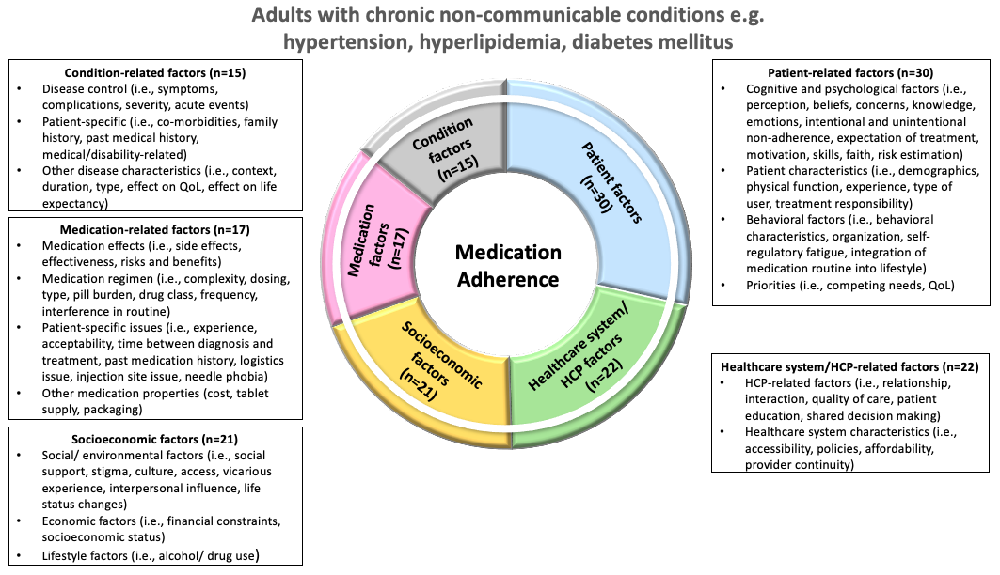 Adults with chronic non-communicable conditions e.g.
hypertension, hyperlipidemia, diabetes mellitus
Condition-related factors (n=15)
• Disease control (i.e., symptoms,
complications, severity, acute events)
• Patient-specific (i.e., co-morbidities, family
history, past medical history,
medical/disability-related)
• Other disease characteristics (i.e., context,
duration, type, effect on QoL, effect on life
expectancy)
Medication-related factors (n=17)
• Medication effects (i.e., side effects,
effectiveness, risks and benefits)
• Medication regimen (i.e., complexity, dosing,
type, pill burden, drug class, frequency,
interference in routine)
• Patient-specific issues (i.e., experience,
acceptability, time between diagnosis and
treatment, past medication history, logistics
issue, injection site issue, needle phobia)
• Other medication properties (cost, tablet
supply, packaging)
Socioeconomic factors (n=21)
• Social/ environmental factors (i.e., social
support, stigma, culture, access, vicarious
experience, interpersonal influence, life
status changes)
• Economic factors (i.e., financial constraints,
socioeconomic status)
• Lifestyle factors (i.e., alcohol/ drug use)
Condition
factors
(n=15)
Patient factors
(n=30)
Medication
factors
(n=17)
Medication
Adherence
Socioeconomic
factors
(n=21)
Healthcare system/
HCP factors
(n=22)
Patient-related factors (n=30)
• Cognitive and psychological factors (i.e.,
perception, beliefs, concerns, knowledge,
emotions, intentional and unintentional
non-adherence, expectation of treatment,
motivation, skills, faith, risk estimation)
• Patient characteristics (i.e., demographics,
physical function, experience, type of
user, treatment responsibility)
• Behavioral factors (i.e., behavioral
characteristics, organization, self-
regulatory fatigue, integration of
medication routine into lifestyle)
• Priorities (i.e., competing needs, QoL)
Healthcare system/HCP-related factors (n=22)
• HCP-related factors (i.e., relationship,
interaction, quality of care, patient
education, shared decision making)
• Healthcare system characteristics (i.e.,
accessibility, policies, affordability,
provider continuity)